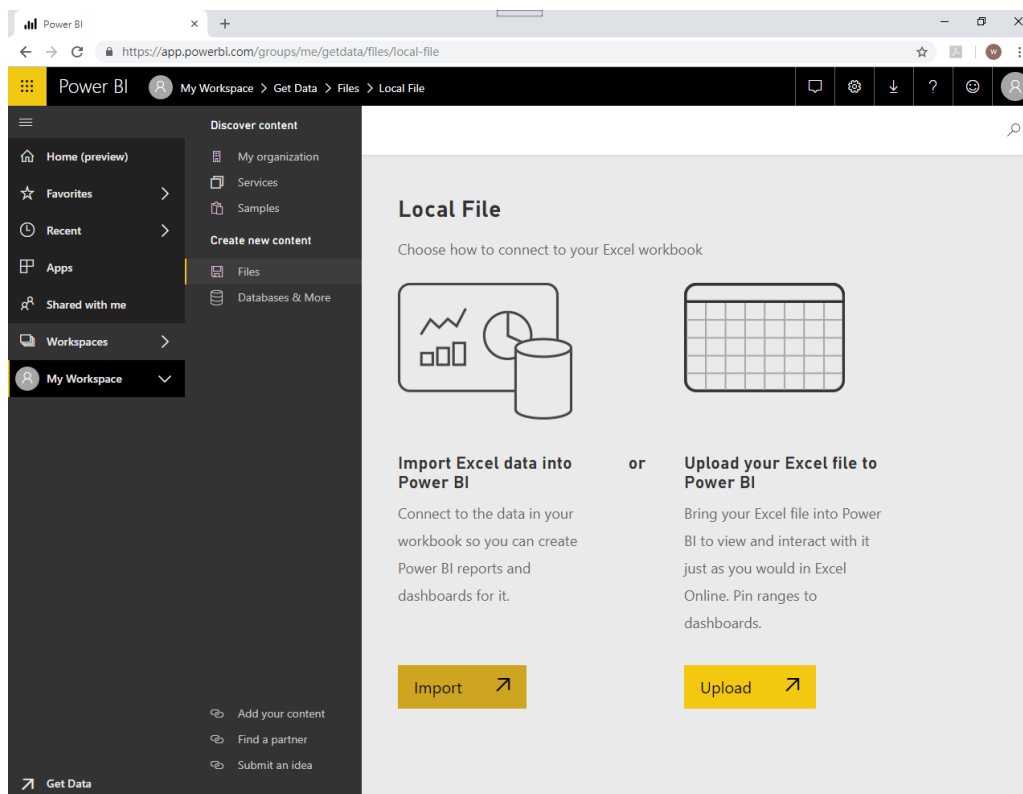 Power BI
https://app.powerbi.com/groups/me/getdata/files/local-file
W
Power BI
My Workspace > Get Data > Files > Local File
?
Home (preview)
Favorites
Recent
Apps
Shared with me
Workspaces
My Workspace
Get Data
Discover content
My organization
Services
Samples
Create new content
Files
Databases & More
Add your content
Find a partner
Submit an idea
Local File
Choose how to connect to your Excel workbook
Import Excel data into
Power BI
Connect to the data in your
workbook so you can create
Power BI reports and
dashboards for it.
Import
or
Upload your Excel file to
Power BI
Bring your Excel file into Power
BI to view and interact with it
just as you would in Excel
Online. Pin ranges to
dashboards.
Upload